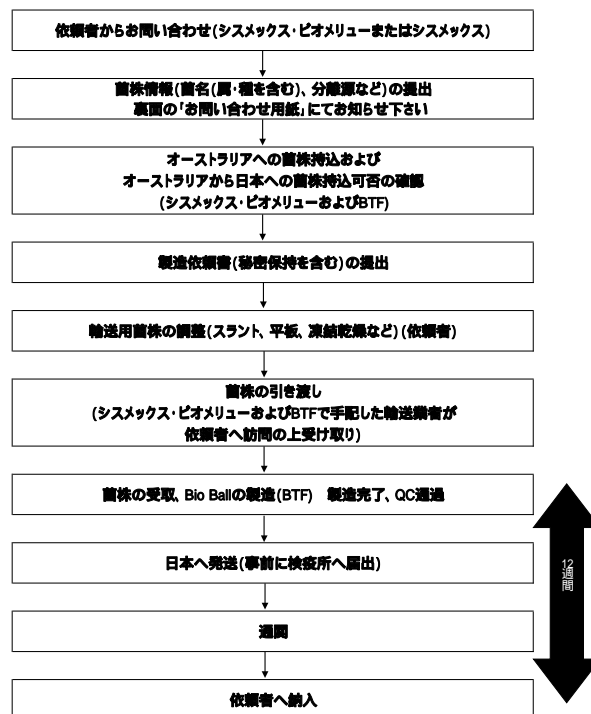 依頼者からお問い合わせ(シスメックス・ビオメリューまたはシスメックス)
菌株情報(菌名(属・種を含む)、分離源など)の提出
裏面の「お問い合わせ用紙」にてお知らせ下さい
オーストラリアへの菌株持込および
オーストラリアから日本への菌株持込可否の確認
(シスメックス・ビオメリューおよびBTF)
製造依頼書(秘密保持を含む)の提出
輸送用菌株の調整(スラント、平板、凍結乾燥など)(依頼者)
菌株の引き渡し
(シスメックス・ビオメリューおよびBTFで手配した輸送業者が
依頼者へ訪問の上受け取り)
菌株の受取、Bio Ballの製造(BTF) 製造完了、QC通過
日本へ発送(事前に検疫所へ届出)
通関
依頼者へ納入
12週間